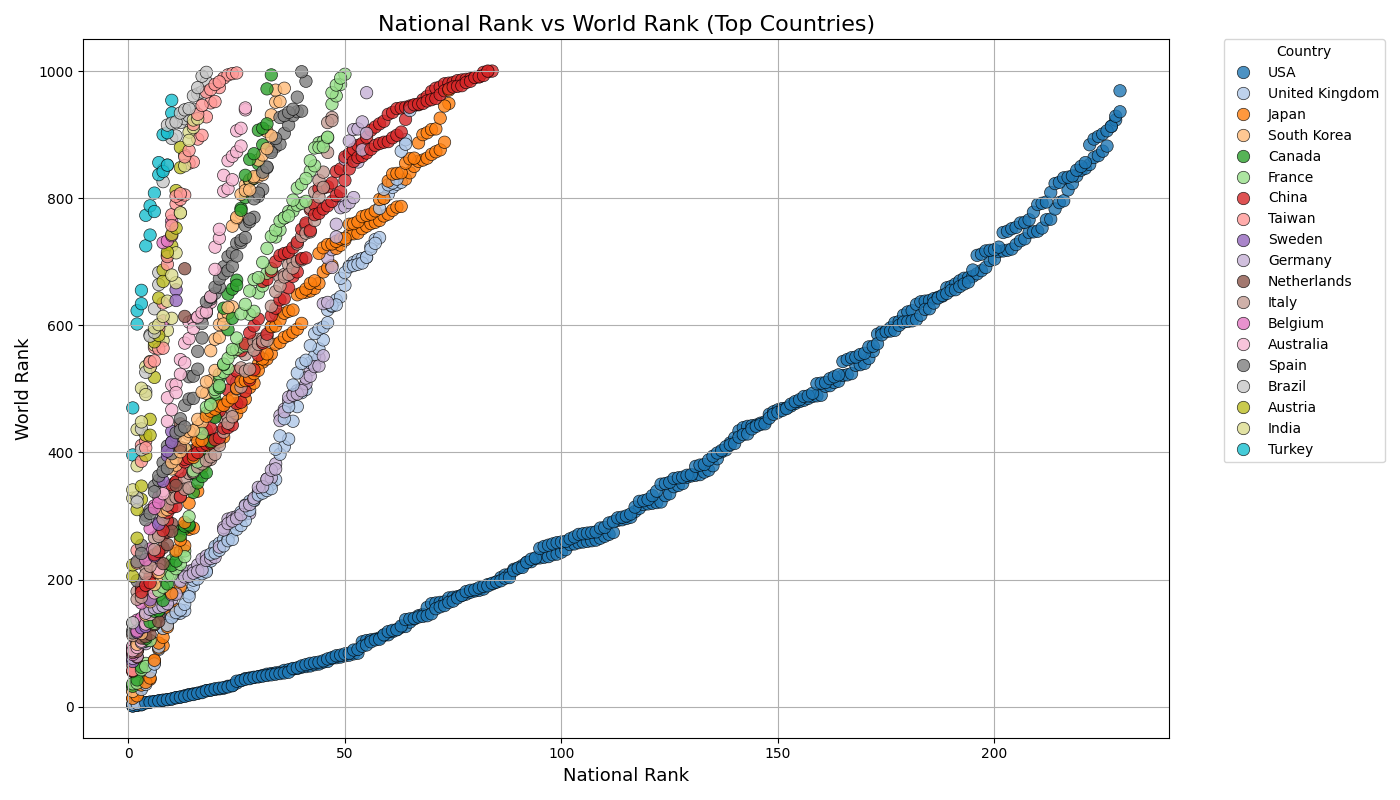 National Rank vs World Rank (Top Countries)
World Rank
1000
800
600
400
200
0
0 50 100 150 200
National Rank
Country
USA
United Kingdom
Japan
South Korea
Canada
France
China
Taiwan
Sweden
Germany
Netherlands
Italy
Belgium
Australia
Spain
Brazil
Austria
India
Turkey